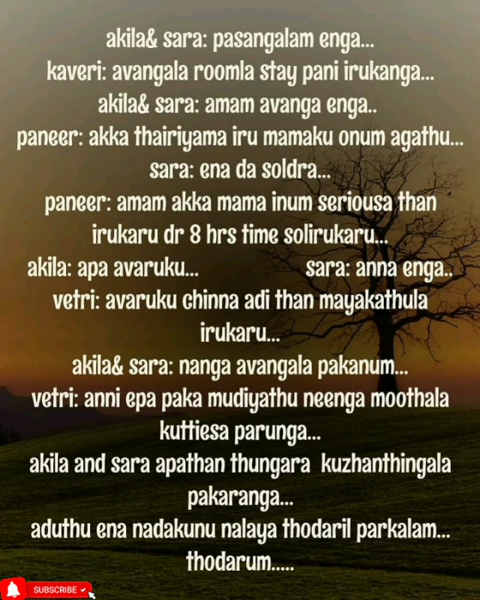 akila& sara: pasangalam enga...
kaveri: avangala roomla stay pani irukanga...
akila& sara: amam avanga enga..
paneer: akka thairiyama iru mamaku onum agathu...
sara: ena da soldra...
paneer: amam akka mama inum seriousa than
irukaru dr 8 hrs time solirukaru...
akila: apa avaruku... sara: anna enga..
vetri: avaruku chinna adi than mayakathula
irukaru...
akila& sara: nanga avangala pakanum...
vetri: anni epa paka mudiyathu neenga moothala
kuttiesa parunga...
akila and sara apathan thungara kuzhanthingala
pakaranga...
aduthu ena nadakunu nalaya thodaril parkalam...
thodarum.....
SUBSCRIBE